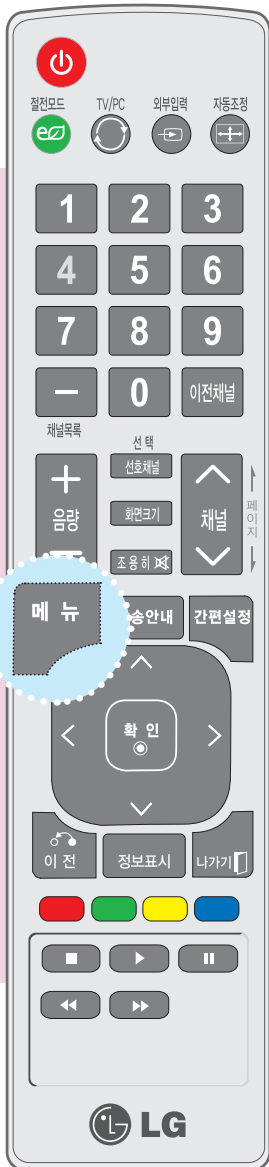 절전모드 TV/PC 외부입력 자동조정
1 2 3
4 5 6
7 8 9
0 이전채널
채널목록
선 택
선호채널
음량 화면크기 채널 페이지
조용히
메 뉴 송안내 간편설정
확 인
이 전 정보표시 나가기
LG